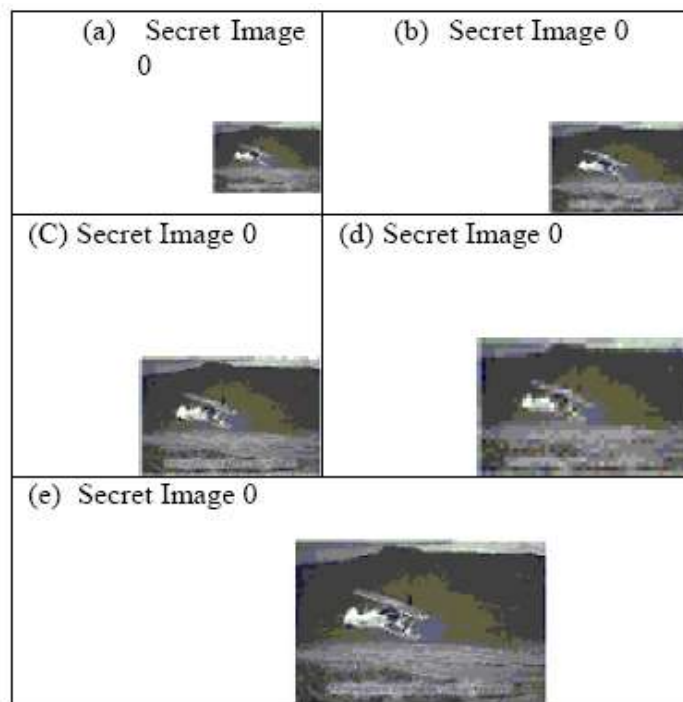 (a) Secret Image
0
(b) Secret Image 0
(C) Secret Image 0
(d) Secret Image 0
(e) Secret Image 0